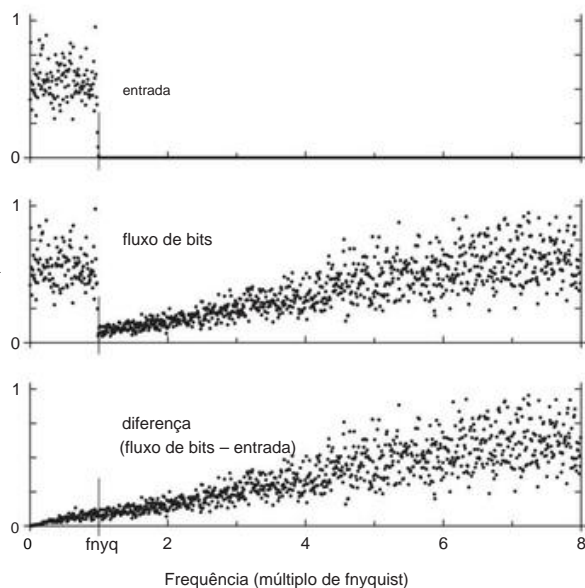 1
entrada
0
1
fluxo de bits
0
1
diferença
(fluxo de bits – entrada)
0
0 fnyq 2 4 6 8
Frequência (múltiplo de fnyquist)